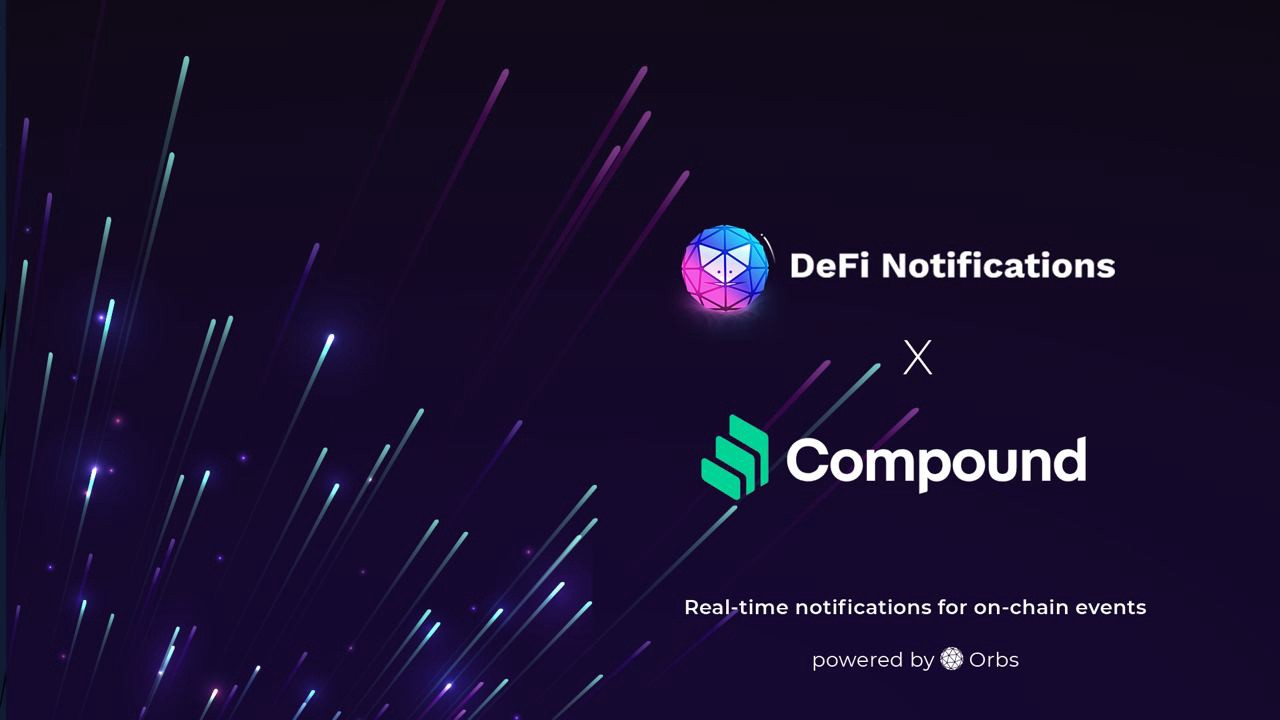 DeFi Notifications
X
Compound
Real-time notifications for on-chain events
powered by Orbs